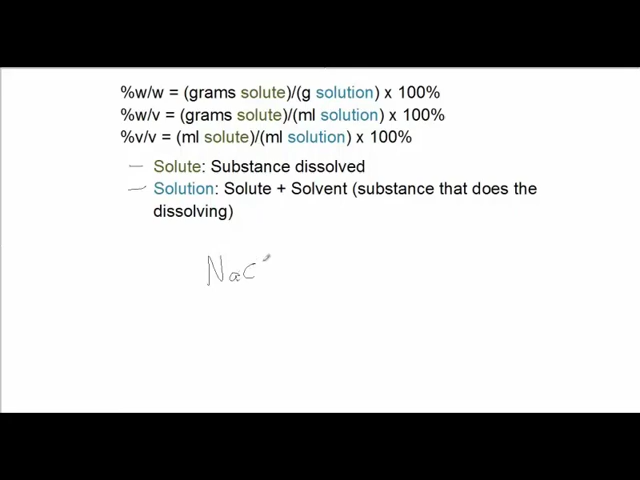 %w/w = (grams solute)/(g solution) x 100%
%w/v = (grams solute)/(ml solution) x 100%
%v/v = (ml solute)/(ml solution) x 100%
Solute: Substance dissolved
Solution: Solute + Solvent (substance that does the
dissolving)
NaC